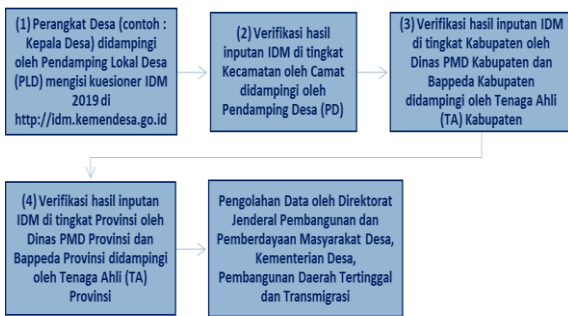 (1) Perangkat Desa (contoh :
Kepala Desa) didampingi
oleh Pendamping Lokal Desa
(PLD) mengisi kuesioner IDM
2019 di
http://idm.kemendesa.go.id
(2) Verifikasi hasil
inputan IDM di tingkat
Kecamatan oleh Camat
didampingi oleh
Pendamping Desa (PD)
(3) Verifikasi hasil inputan IDM
di tingkat Kabupaten oleh
Dinas PMD Kabupaten dan
Bappeda Kabupaten
didampingi oleh Tenaga Ahli
(TA) Kabupaten
(4) Verifikasi hasil inputan
IDM di tingkat Provinsi oleh
Dinas PMD Provinsi dan
Bappeda Provinsi didampingi
oleh Tenaga Ahli (TA)
Provinsi
Pengolahan Data oleh Direktorat
Jenderal Pembangunan dan
Pemberdayaan Masyarakat Desa,
Kementerian Desa,
Pembangunan Daerah Tertinggal
dan Transmigrasi